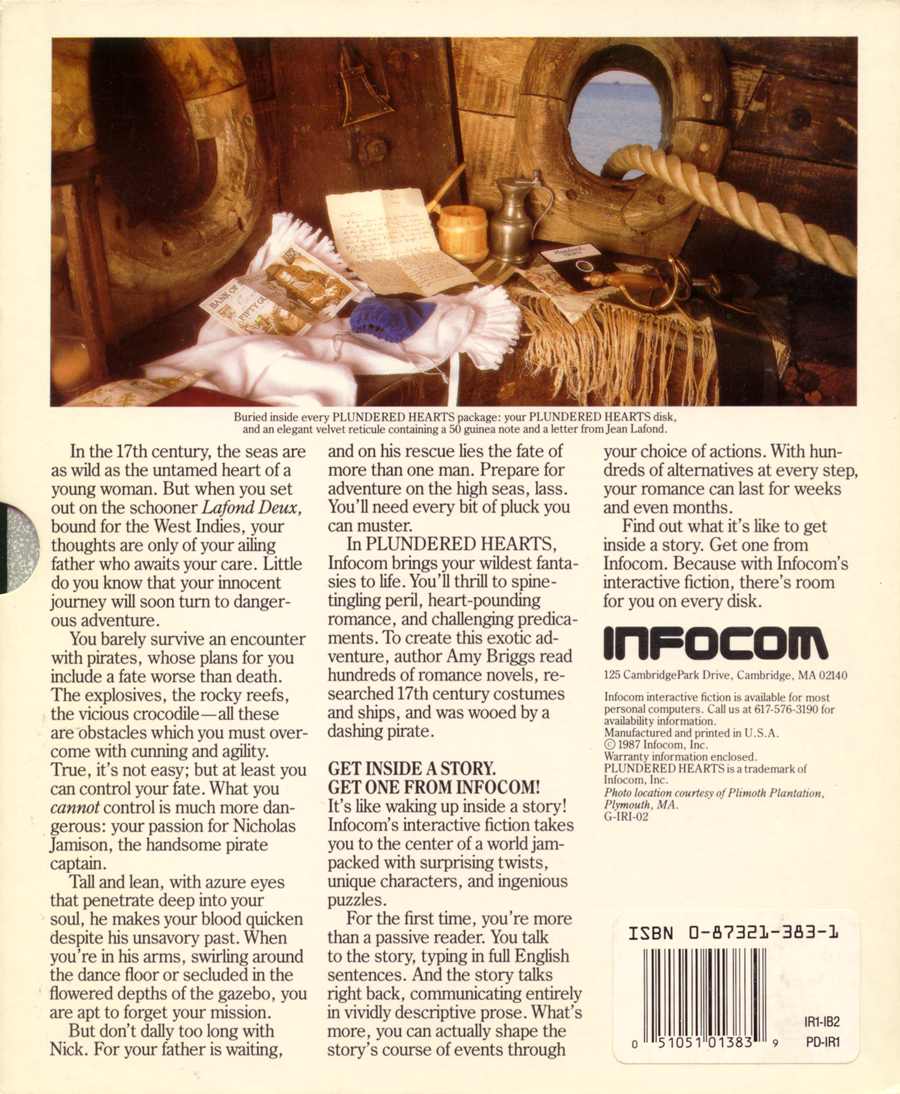 BANK OF
FIFTY GU
Buried inside every PLUNDERED HEARTS package: your PLUNDERED HEARTS disk,
and an elegant velvet reticule containing a 50 guinea note and a letter from Jean Lafond.
In the 17th century, the seas are
as wild as the untamed heart of a
young woman. But when you set
out on the schooner Lafond Deux,
bound for the West Indies, your
thoughts are only of your ailing
father who awaits your care. Little
do you know that your innocent
journey will soon turn to danger-
ous adventure.
You barely survive an encounter
with pirates, whose plans for you
include a fate worse than death.
The explosives, the rocky reefs,
the vicious crocodile—all these
are obstacles which you must over-
come with cunning and agility.
True, it's not easy; but at least you
can control your fate. What you
cannot control is much more dan-
gerous: your passion for Nicholas
Jamison, the handsome pirate
captain.
Tall and lean, with azure eyes
that penetrate deep into your
soul, he makes your blood quicken
despite his unsavory past. When
you're in his arms, swirling around
the dance floor or secluded in the
flowered depths of the gazebo, you
are apt to forget your mission.
But don't dally too long with
Nick. For your father is waiting,
and on his rescue lies the fate of
more than one man. Prepare for
adventure on the high seas, lass.
You'll need every bit of pluck you
can muster.
In PLUNDERED HEARTS,
Infocom brings your wildest fanta-
sies to life. You'll thrill to spine-
tingling peril, heart-pounding
romance, and challenging predica-
ments. To create this exotic ad-
venture, author Amy Briggs read
hundreds of romance novels, re-
searched 17th century costumes
and ships, and was wooed by a
dashing pirate.
GET INSIDE A STORY.
GET ONE FROM INFOCOM!
It's like waking up inside a story!
Infocom's interactive fiction takes
you to the center of a world jam-
packed with surprising twists,
unique characters, and ingenious
puzzles.
For the first time, you're more
than a passive reader. You talk
to the story, typing in full English
sentences. And the story talks
right back, communicating entirely
in vividly descriptive prose. What's
more, you can actually shape the
story's course of events through
your choice of actions. With hun-
dreds of alternatives at every step,
your romance can last for weeks
and even months.
Find out what it's like to get
inside a story. Get one from
Infocom. Because with Infocom's
interactive fiction, there's room
for you on every disk.
INFOCOM
125 CambridgePark Drive, Cambridge, MA 02140
Infocom interactive fiction is available for most
personal computers. Call us at 617-576-3190 for
availability information.
Manufactured and printed in U.S.A.
© 1987 Infocom, Inc.
Warranty information enclosed.
PLUNDERED HEARTS is a trademark of
Infocom, Inc.
Photo location courtesy of Plimoth Plantation,
Plymouth, MA.
G-IRI-02
ISBN 0-87321-383-1
IR1-IB2
0 51051 01383 9 PD-IR1